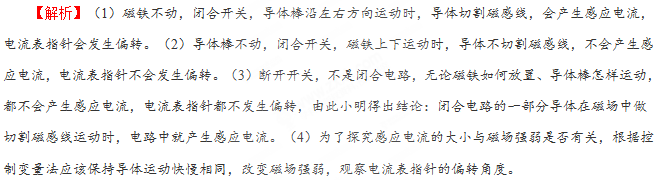 【解析】(1)磁铁不动，闭合开关，导体棒沿左右方向运动时，导体切割磁感线，会产生感应电流，
电流表指针会发生偏转。(2)导体棒不动，闭合开关，磁铁上下运动时，导体不切割磁感线，不会产生感
应电流，电流表指针不会发生偏转。(3)断开开关，不是闭合电路，无论磁铁如何放置、导体棒怎样运动，
都不会产生感应电流，电流表指针都不发生偏转，由此小明得出结论：闭合电路的一部分导体在磁场中做
切割磁感线运动时，电路中就产生感应电流。(4)为了探究感应电流的大小与磁场强弱是否有关，根据控
制变量法应该保持导体运动快慢相同，改变磁场强弱，观察电流表指针的偏转角度。